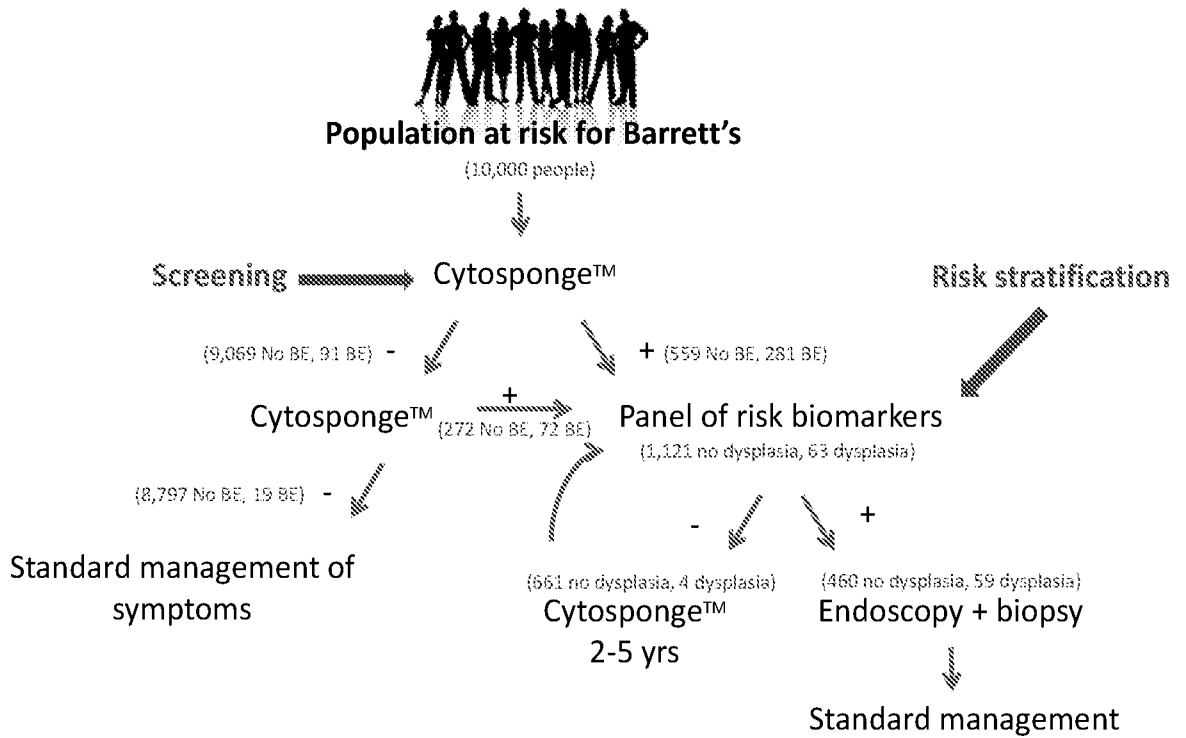 Population at risk for Barrett's
(10,000 people)
Screening
Cytosponge™
Risk stratification
(9,069 No BE, 91 BE) -
+ (559 No BE, 281 BE)
Cytosponge™
+
(272 No BE, 72 BE)
Panel of risk biomarkers
(1,121 no dysplasia, 63 dysplasia)
(8,797 No BE, 19 BE) -
-
+
Standard management of
symptoms
(661 no dysplasia, 4 dysplasia)
Cytosponge™
2-5 yrs
(460 no dysplasia, 59 dysplasia)
Endoscopy + biopsy
Standard management